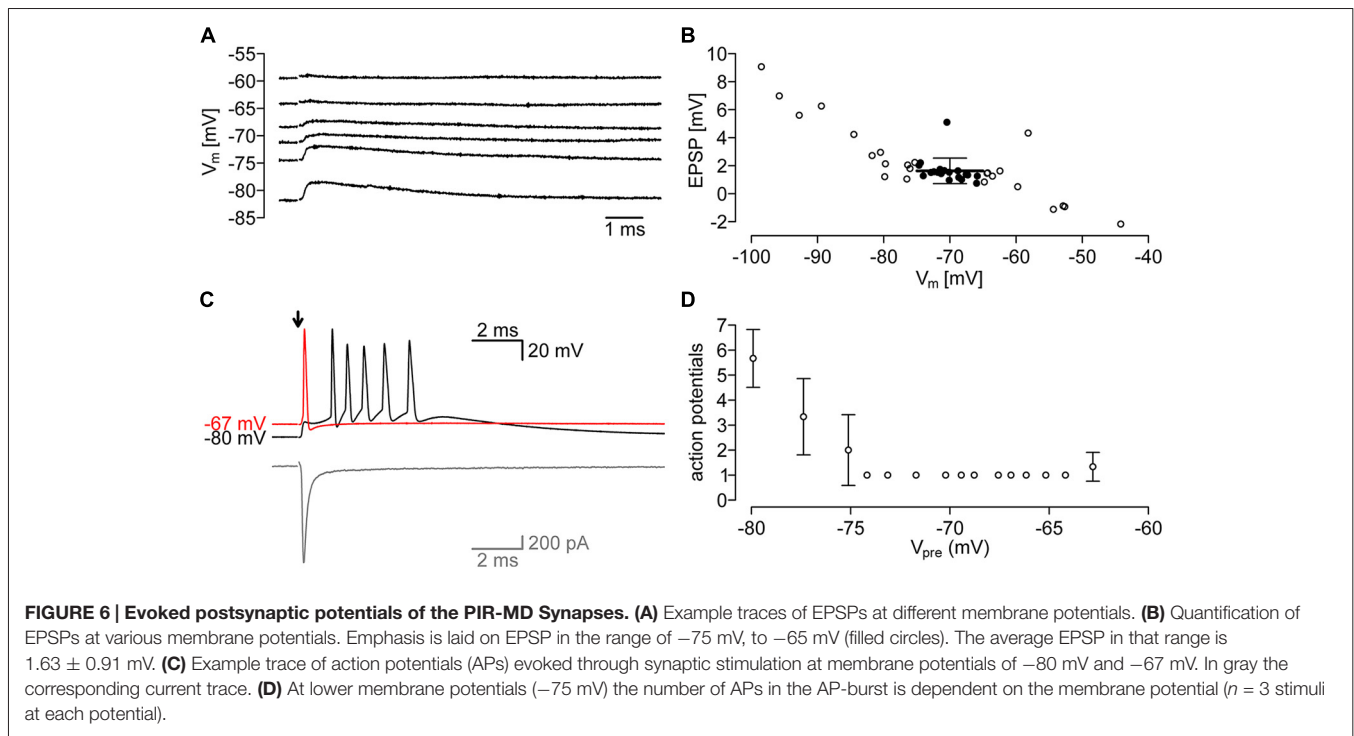 A
-55
-60
-65
-70
-75
-80
-85
Vm [mV]
1 ms
B
10
8
6
4
2
0
-2
EPSP [mV]
-100
-90
-80
-70
-60
-50
-40
Vm [mV]
C
2 ms
20 mV
-67 mV
-80 mV
200 pA
2 ms
D
7
6
5
4
3
2
1
0
action potentials
-80
-75
-70
-65
-60
Vpre (mV)
FIGURE 6 | Evoked postsynaptic potentials of the PIR-MD Synapses. (A) Example traces of EPSPs at different membrane potentials. (B) Quantification of
EPSPs at various membrane potentials. Emphasis is laid on EPSP in the range of −75 mV, to −65 mV (filled circles). The average EPSP in that range is
1.63 ± 0.91 mV. (C) Example trace of action potentials (APs) evoked through synaptic stimulation at membrane potentials of −80 mV and −67 mV. In gray the
corresponding current trace. (D) At lower membrane potentials (−75 mV) the number of APs in the AP-burst is dependent on the membrane potential (n = 3 stimuli
at each potential).